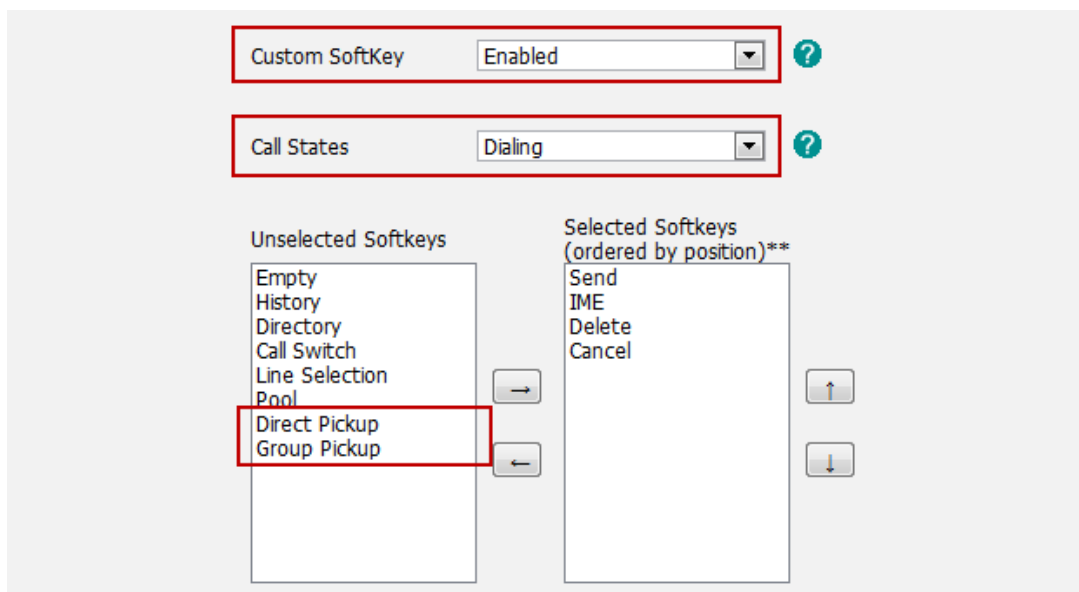 Custom SoftKey Enabled ?
Call States Dialing ?
Unselected Softkeys
Empty
History
Directory
Call Switch
Line Selection
Pool
Direct Pickup
Group Pickup
→
←
Selected Softkeys
(ordered by position)**
Send
IME
Delete
Cancel
↑
↓